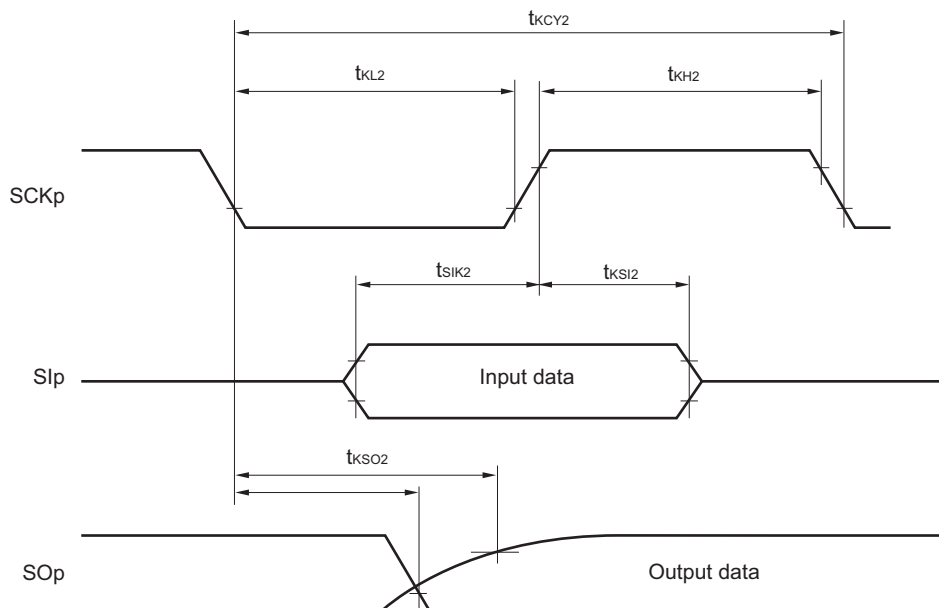 tKCY2
tKL2
tKH2
SCKp
tSIK2
tKSI2
SIp
Input data
tKSO2
SOp
Output data